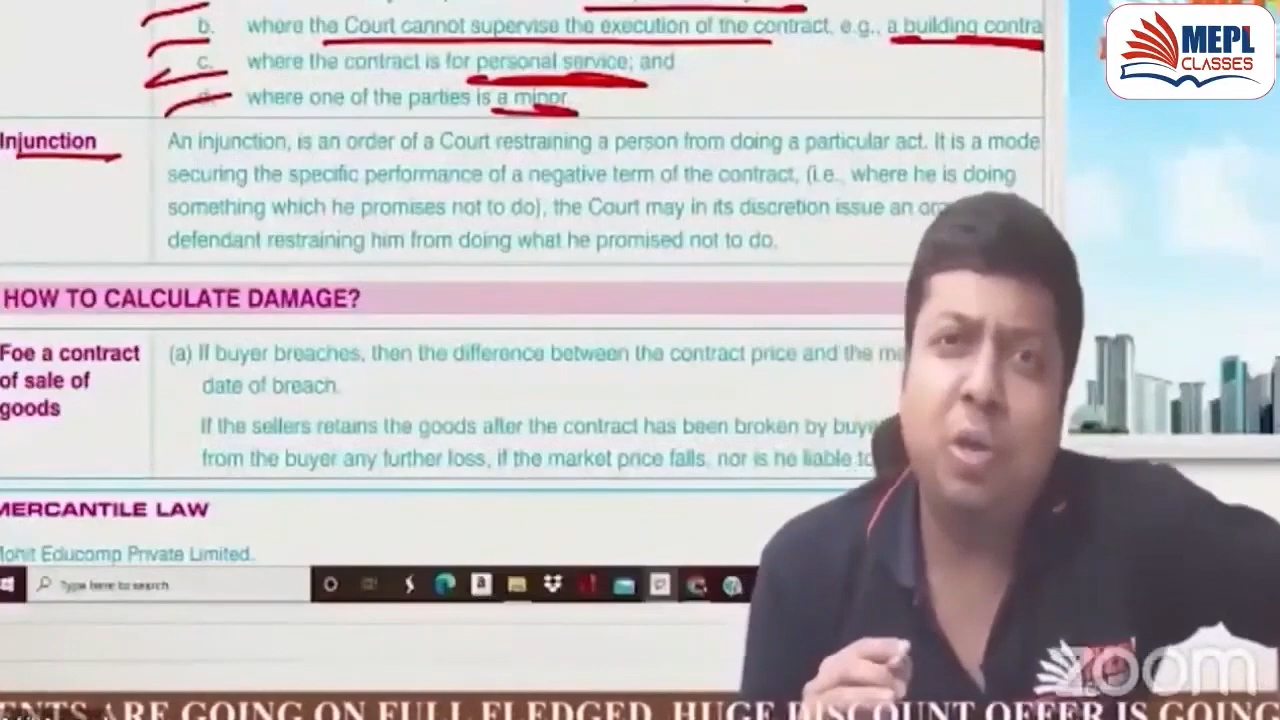 b. where the Court cannot supervise the execution of the contract, e.g., a building contra
c. where the contract is for personal service; and
where one of the parties is a minor.
Injunction
An injunction, is an order of a Court restraining a person from doing a particular act. It is a mode
securing the specific performance of a negative term of the contract, (i.e., where he is doing
something which he promises not to do), the Court may in its discretion issue an
defendant restraining him from doing what he promised not to do.
HOW TO CALCULATE DAMAGE?
Foe a contract
of sale of
goods
(a) If buyer breaches, then the difference between the contract price and the
date of breach.
If the sellers retains the goods after the contract has been broken by
from the buyer any further loss, if the market price falls, nor is he liable
MERCANTILE LAW
Mohit Educomp Private Limited.
Type here to search
MEPL
CLASSES
zoom
ARE GOING ON FULL FLEDGED HUGE DISCOUNT OFFER IS GOING